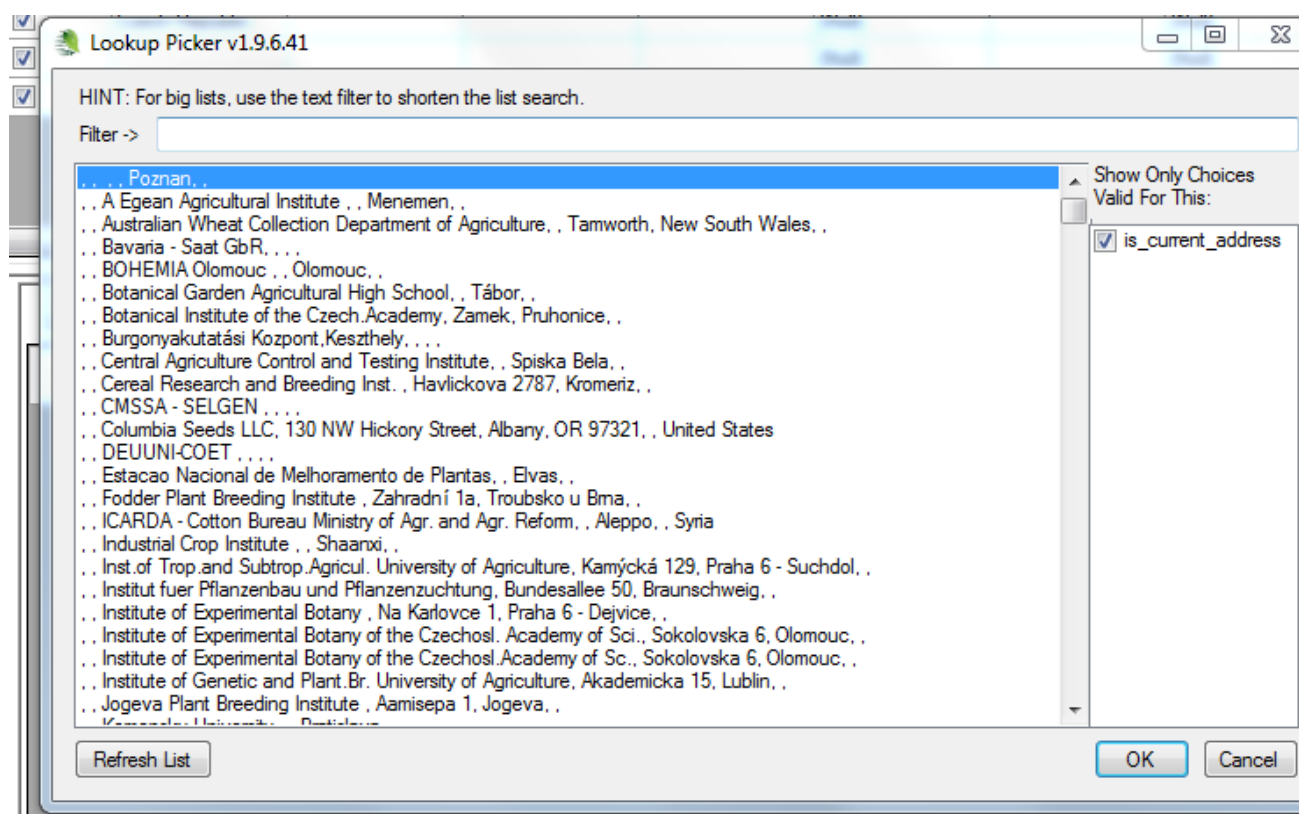 Lookup Picker v1.9.6.41
HINT: For big lists, use the text filter to shorten the list search.
Filter ->
, , , , Poznan, ,
, , A Egean Agricultural Institute , , Menemen, ,
, , Australian Wheat Collection Department of Agriculture, , Tamworth, New South Wales, ,
, , Bavaria - Saat GbR, , , ,
, , BOHEMIA Olomouc , , Olomouc, ,
, , Botanical Garden Agricultural High School, , Tábor, ,
, , Botanical Institute of the Czech.Academy, Zamek, Pruhonice, ,
, , Burgonyakutatási Kozpont,Keszthely, , , ,
, , Central Agriculture Control and Testing Institute, , Spiska Bela, ,
, , Cereal Research and Breeding Inst. , Havlickova 2787, Kromeriz, ,
, , CMSSA - SELGEN , , , ,
, , Columbia Seeds LLC, 130 NW Hickory Street, Albany, OR 97321, , United States
, , DEUUNI-COET , , , ,
, , Estacao Nacional de Melhoramento de Plantas, , Elvas, ,
, , Fodder Plant Breeding Institute , Zahradní 1a, Troubsko u Brna, ,
, , ICARDA - Cotton Bureau Ministry of Agr. and Agr. Reform, , Aleppo, , Syria
, , Industrial Crop Institute , , Shaanxi, ,
, , Inst.of Trop.and Subtrop.Agricul. University of Agriculture, Kamýcká 129, Praha 6 - Suchdol, ,
, , Institut fuer Pflanzenbau und Pflanzenzuchtung, Bundesallee 50, Braunschweig, ,
, , Institute of Experimental Botany , Na Karlovce 1, Praha 6 - Dejvice, ,
, , Institute of Experimental Botany of the Czechosl. Academy of Sci., Sokolovska 6, Olomouc, ,
, , Institute of Experimental Botany of the Czechosl.Academy of Sc., Sokolovska 6, Olomouc, ,
, , Institute of Genetic and Plant.Br. University of Agriculture, Akademicka 15, Lublin, ,
, , Jogeva Plant Breeding Institute , Aamisepa 1, Jogeva, ,
Show Only Choices
Valid For This:
is_current_address
Refresh List
OK
Cancel